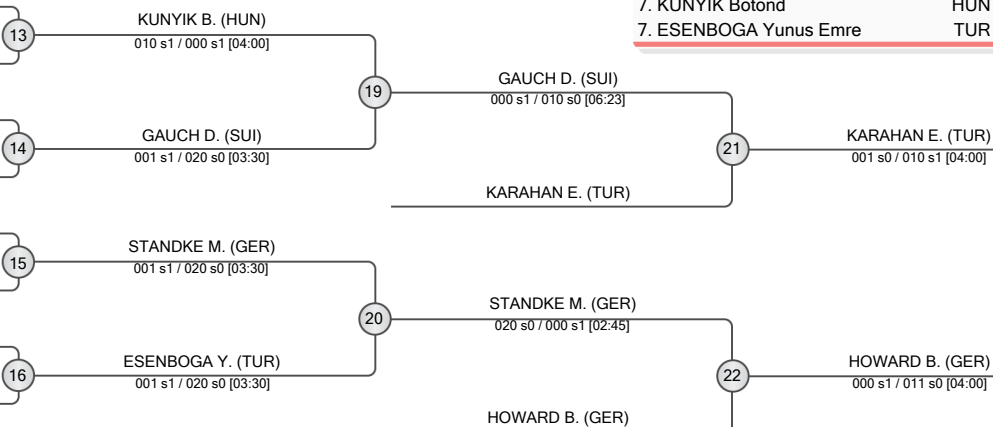 7. KUNYIK Botond HUN
7. ESENBOGA Yunus Emre TUR
13
KUNYIK B. (HUN)
010 s1 / 000 s1 [04:00]
19
GAUCH D. (SUI)
000 s1 / 010 s0 [06:23]
14
GAUCH D. (SUI)
001 s1 / 020 s0 [03:30]
21
KARAHAN E. (TUR)
001 s0 / 010 s1 [04:00]
KARAHAN E. (TUR)
15
STANDKE M. (GER)
001 s1 / 020 s0 [03:30]
20
STANDKE M. (GER)
020 s0 / 000 s1 [02:45]
16
ESENBOGA Y. (TUR)
001 s1 / 020 s0 [03:30]
22
HOWARD B. (GER)
000 s1 / 011 s0 [04:00]
HOWARD B. (GER)